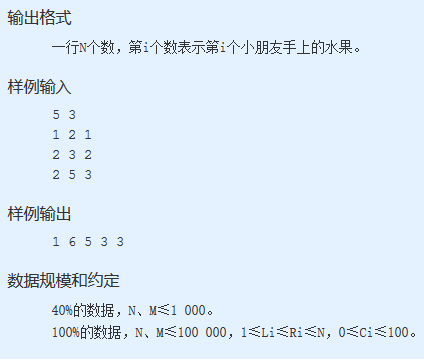 输出格式
一行N个数，第i个数表示第i个小朋友手上的水果。
样例输入
5 3
1 2 1
2 3 2
2 5 3
样例输出
1 6 5 3 3
数据规模和约定
40%的数据，N、M≤1 000。
100%的数据，N、M≤100 000，1≤Li≤Ri≤N，0≤Ci≤100。